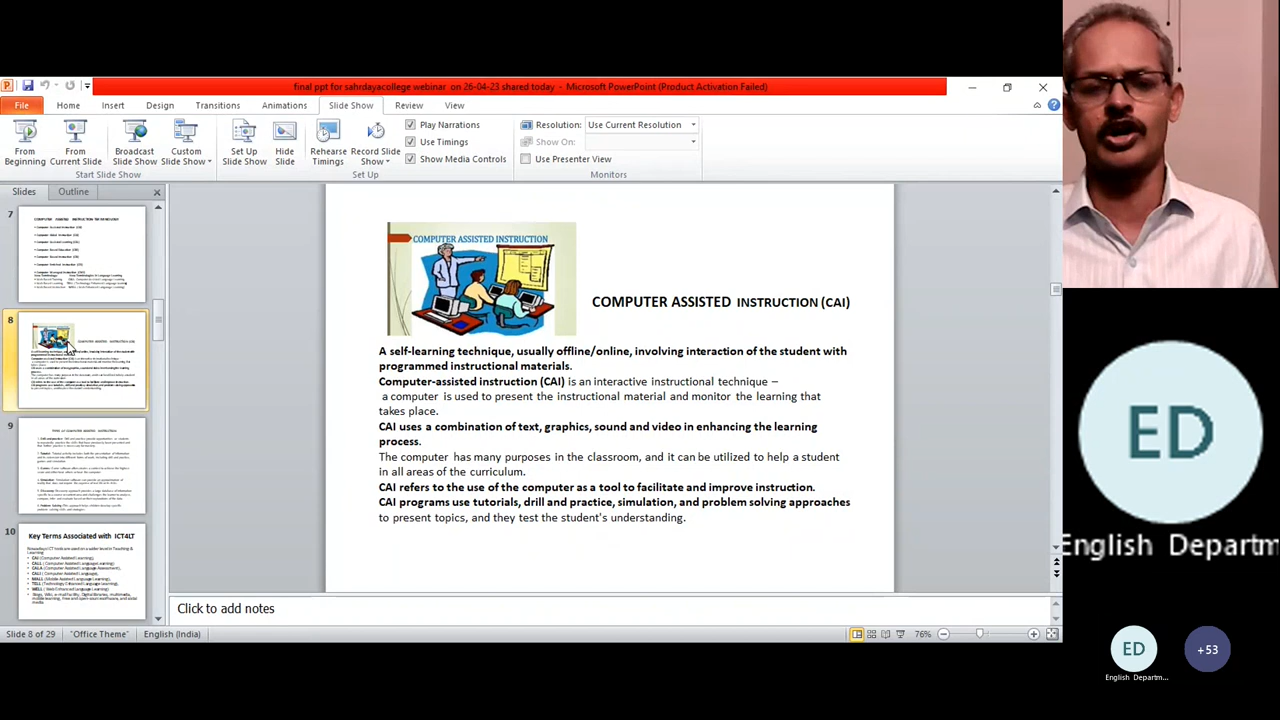 final ppt for sahrdayacollege webinar on 26-04-23 shared today - Microsoft PowerPoint (Product Activation Failed)
File Home Insert Design Transitions Animations Slide Show Review View
From Beginning
From Current Slide
Broadcast Slide Show
Custom Slide Show
Start Slide Show
Set Up Slide Show
Hide Slide
Rehearse Timings
Record Slide Show
Play Narrations
Use Timings
Show Media Controls
Set Up
Resolution: Use Current Resolution
Show On:
Use Presenter View
Monitors
Slides Outline
7
8
9
10
Key Terms Associated with ICT4LT
COMPUTER ASSISTED INSTRUCTION
COMPUTER ASSISTED INSTRUCTION (CAI)
A self-learning technique, usually offline/online, involving interaction of the student with
programmed instructional materials.
Computer-assisted instruction (CAI) is an interactive instructional technique –
a computer is used to present the instructional material and monitor the learning that
takes place.
CAI uses a combination of text, graphics, sound and video in enhancing the learning
process.
The computer has many purposes in the classroom, and it can be utilized to help a student
in all areas of the curriculum.
CAI refers to the use of the computer as a tool to facilitate and improve instruction.
CAI programs use tutorials, drill and practice, simulation, and problem solving approaches
to present topics, and they test the student's understanding.
Click to add notes
Slide 8 of 29 "Office Theme" English (India) 76%
ED
English Departm
ED
+53
English Departm...